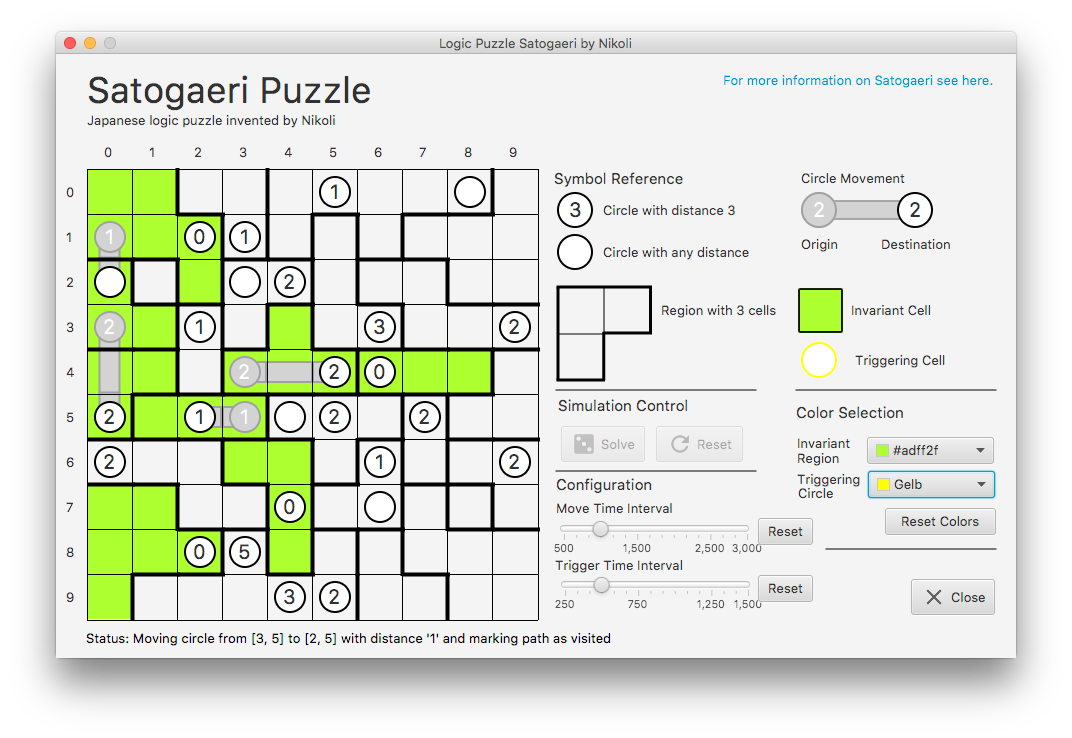 Logic Puzzle Satogaeri by Nikoli
Satogaeri Puzzle
For more information on Satogaeri see here.
Japanese logic puzzle invented by Nikoli
0 1 2 3 4 5 6 7 8 9
0 1
1 1 0 1
2 2
3 2 1 3 2
4 2 2 0
5 2 1 1 2 2
6 2 1 2
7 0
8 0 5
9 3 2
Status: Moving circle from [3, 5] to [2, 5] with distance '1' and marking path as visited
Symbol Reference
3 Circle with distance 3
Circle with any distance
Region with 3 cells
Circle Movement
2 2
Origin Destination
Invariant Cell
Triggering Cell
Simulation Control
Solve Reset
Configuration
Move Time Interval
Reset
500 1,500 2,500 3,000
Trigger Time Interval
Reset
250 750 1,250 1,500
Color Selection
Invariant
Region
#adff2f
Triggering
Circle
Gelb
Reset Colors
Close